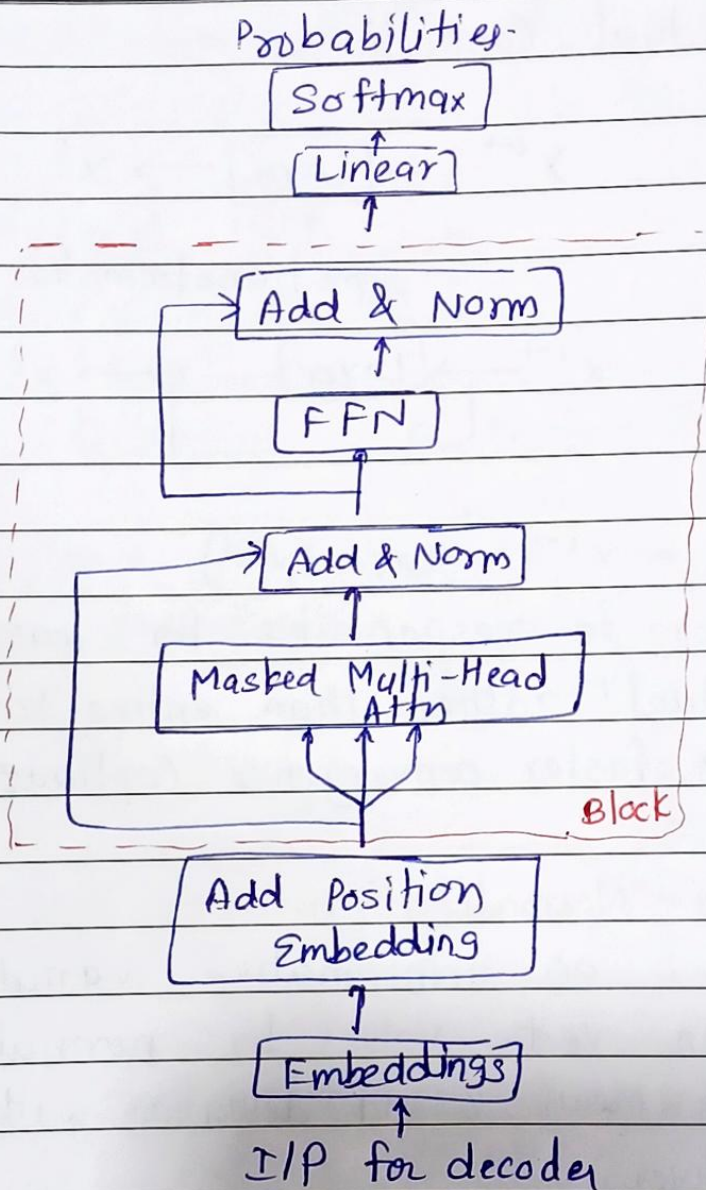 Probabilities.
Softmax
Linear
Add & Norm
FFN
Add & Norm
Masked Multi-Head
Attn
Block
Add Position
Embedding
Embeddings
I/P for decoder